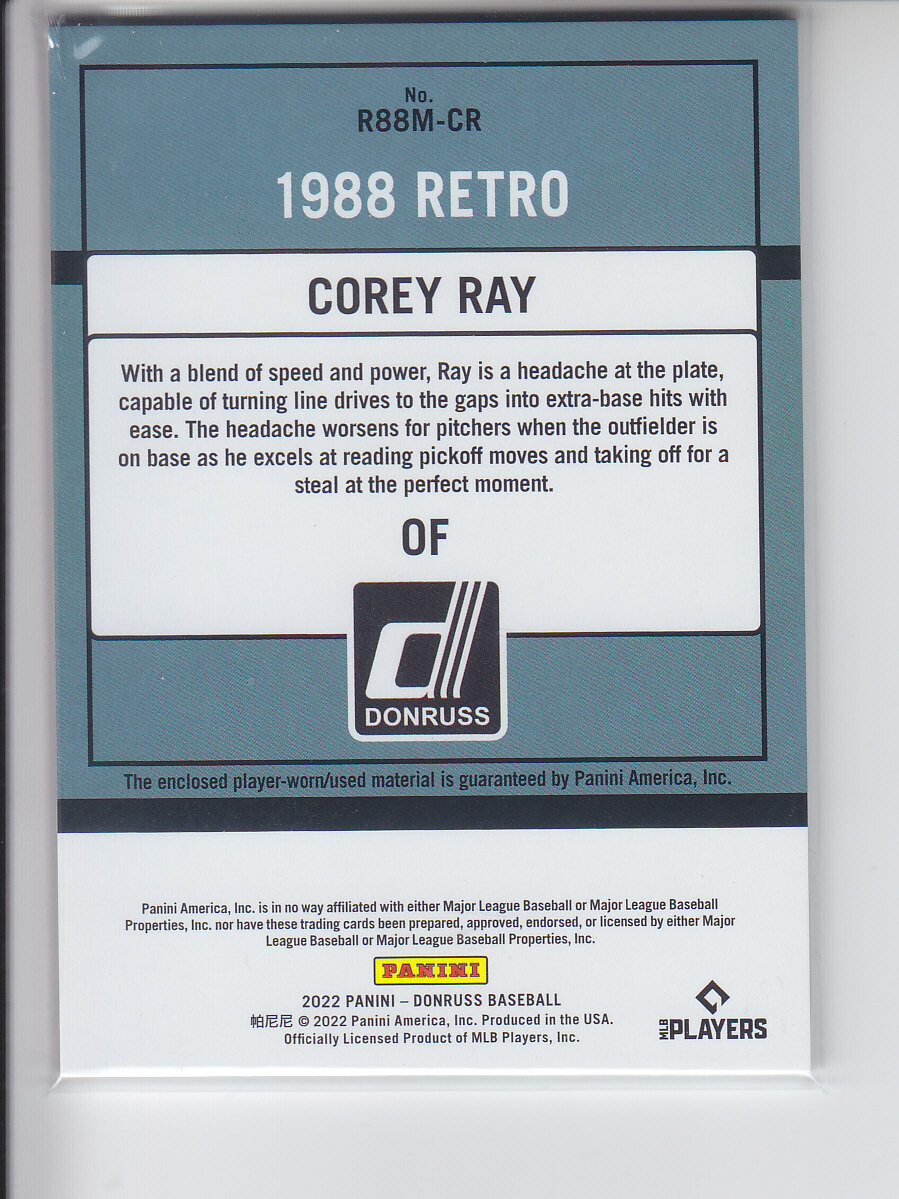 No.
R88M-CR
1988 RETRO
COREY RAY
With a blend of speed and power, Ray is a headache at the plate,
capable of turning line drives to the gaps into extra-base hits with
ease. The headache worsens for pitchers when the outfielder is
on base as he excels at reading pickoff moves and taking off for a
steal at the perfect moment.
OF
d
DONRUSS
The enclosed player-worn/used material is guaranteed by Panini America, Inc.
Panini America, Inc. is in no way affiliated with either Major League Baseball or Major League Baseball
Properties, Inc. nor have these trading cards been prepared, approved, endorsed, or licensed by either Major
League Baseball or Major League Baseball Properties, Inc.
PANINI
2022 PANINI – DONRUSS BASEBALL
帕尼尼 © 2022 Panini America, Inc. Produced in the USA.
Officially Licensed Product of MLB Players, Inc.
MLB PLAYERS